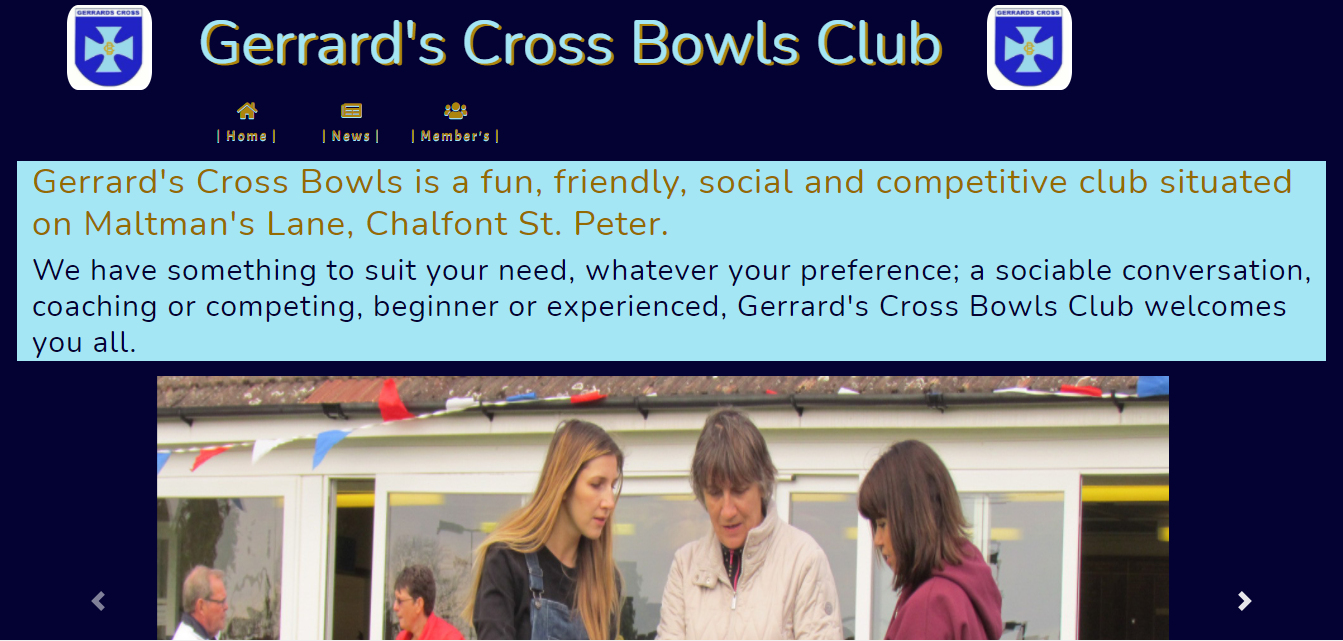 GERRARDS CROSS
Gerrard's Cross Bowls Club
GERRARDS CROSS
| Home |
| News |
| Member's |
Gerrard's Cross Bowls is a fun, friendly, social and competitive club situated
on Maltman's Lane, Chalfont St. Peter.
We have something to suit your need, whatever your preference; a sociable conversation,
coaching or competing, beginner or experienced, Gerrard's Cross Bowls Club welcomes
you all.